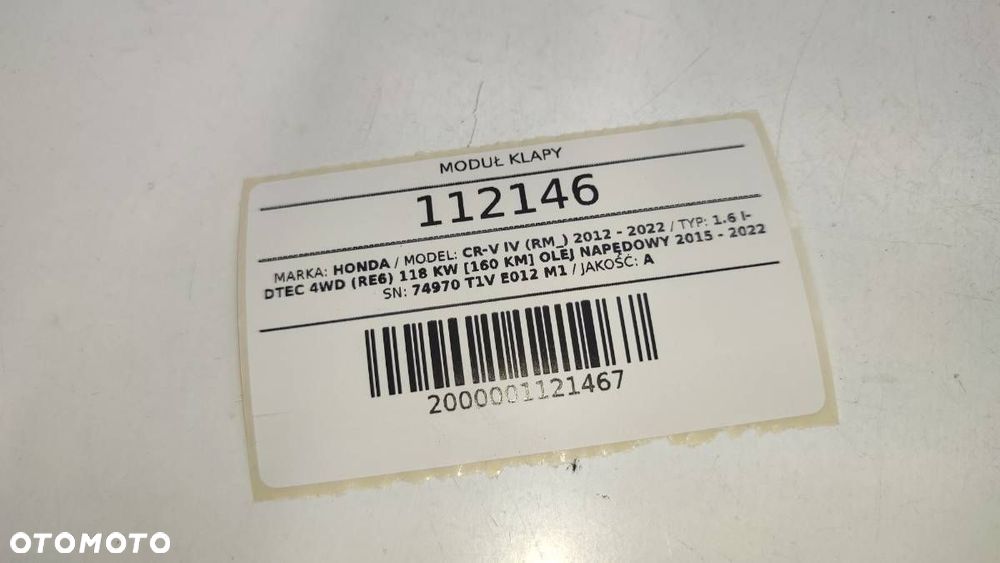 MODUŁ KLAPY
112146
MARKA: HONDA / MODEL: CR-V IV (RM_) 2012 - 2022 / TYP: 1.6 I-
DTEC 4WD (RE6) 118 KW [160 KM] OLEJ NAPĘDOWY 2015 - 2022
SN: 74970 T1V E012 M1 / JAKOŚĆ: A
2000001121467
OTOMOTO